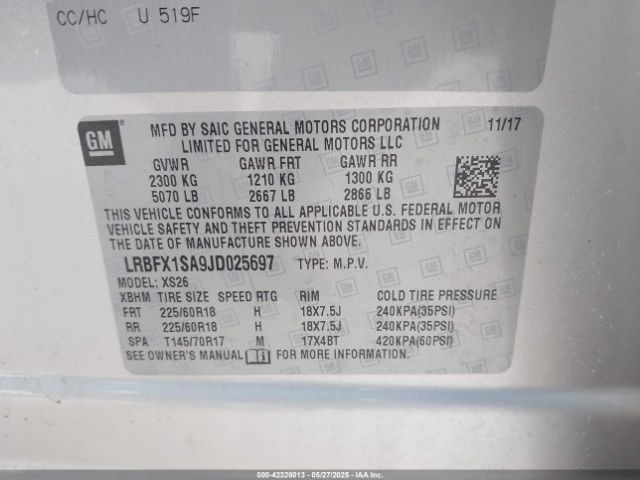 CC/HC U 519F
GM
MFD BY SAIC GENERAL MOTORS CORPORATION 11/17
LIMITED FOR GENERAL MOTORS LLC
GVWR GAWR FRT GAWR RR
2300 KG 1210 KG 1300 KG
5070 LB 2667 LB 2866 LB
THIS VEHICLE CONFORMS TO ALL APPLICABLE U.S. FEDERAL MOTOR
VEHICLE SAFETY AND THEFT PREVENTION STANDARDS IN EFFECT ON
THE DATE OF MANUFACTURE SHOWN ABOVE.
LRBFX1SA9JD025697 TYPE: M.P.V.
MODEL: XS26
XBHM TIRE SIZE SPEED RTG RIM COLD TIRE PRESSURE
FRT 225/60R18 H 18X7.5J 240KPA(35PSI)
RR 225/60R18 H 18X7.5J 240KPA(35PSI)
SPA T145/70R17 M 17X4BT 420KPA(60PSI)
SEE OWNER'S MANUAL FOR MORE INFORMATION
000-42328013 - 05/27/2025 - IAAI.COM